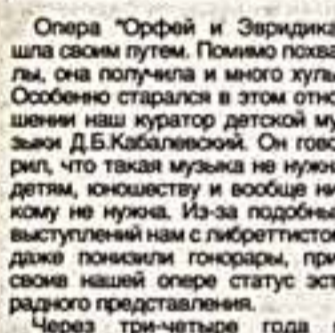 Опера "Орфей и Эвридика
шла своим путем. Помимо похва
лы, она получила и много хулы
Особенно старался в этом отно
шении наш куратор детской му
зыки Д.Б.Кабалевский. Он гово
рил, что такая музыка не нужна
детям, юношеству и вообще ни
кому не нужна. Из-за подобных
выступлений нам с либреттистом
даже понизили гонорары, при
своив нашей опере статус эст
радного представления.
Через три-четыре года